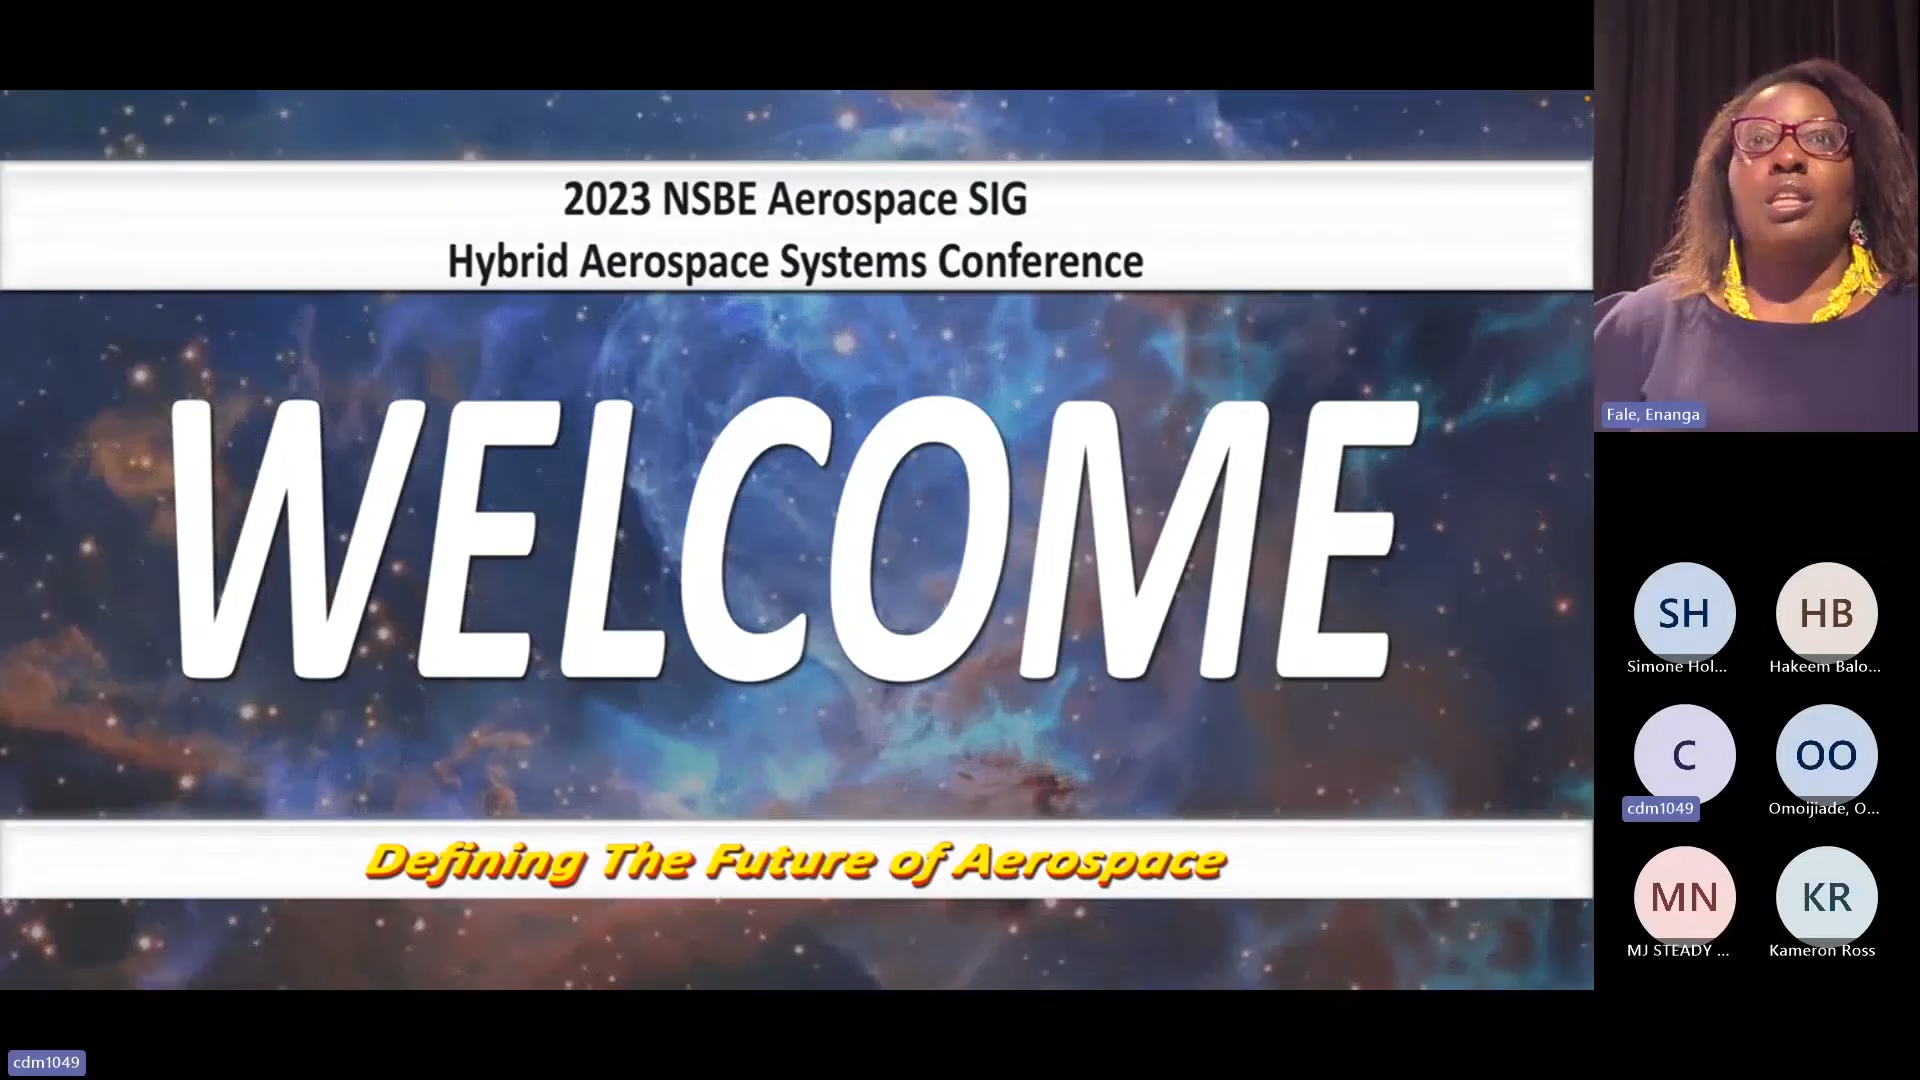 2023 NSBE Aerospace SIG
Hybrid Aerospace Systems Conference
WELCOME
Defining The Future of Aerospace
Fale, Enanga
SH
Simone Hol...
HB
Hakeem Balo...
C
cdm1049
OO
Omoijiade, O...
MN
MJ STEADY ...
KR
Kameron Ross
cdm1049